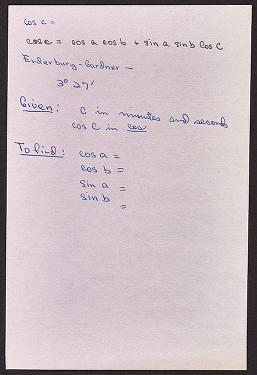 cos c =
cos c = cos a cos b + sin a sin b cos C
Enderbury - Gardner —
3° 27'
Given: C in minutes and seconds
cos C in cos
To find: cos a =
cos b =
sin a =
sin b
=